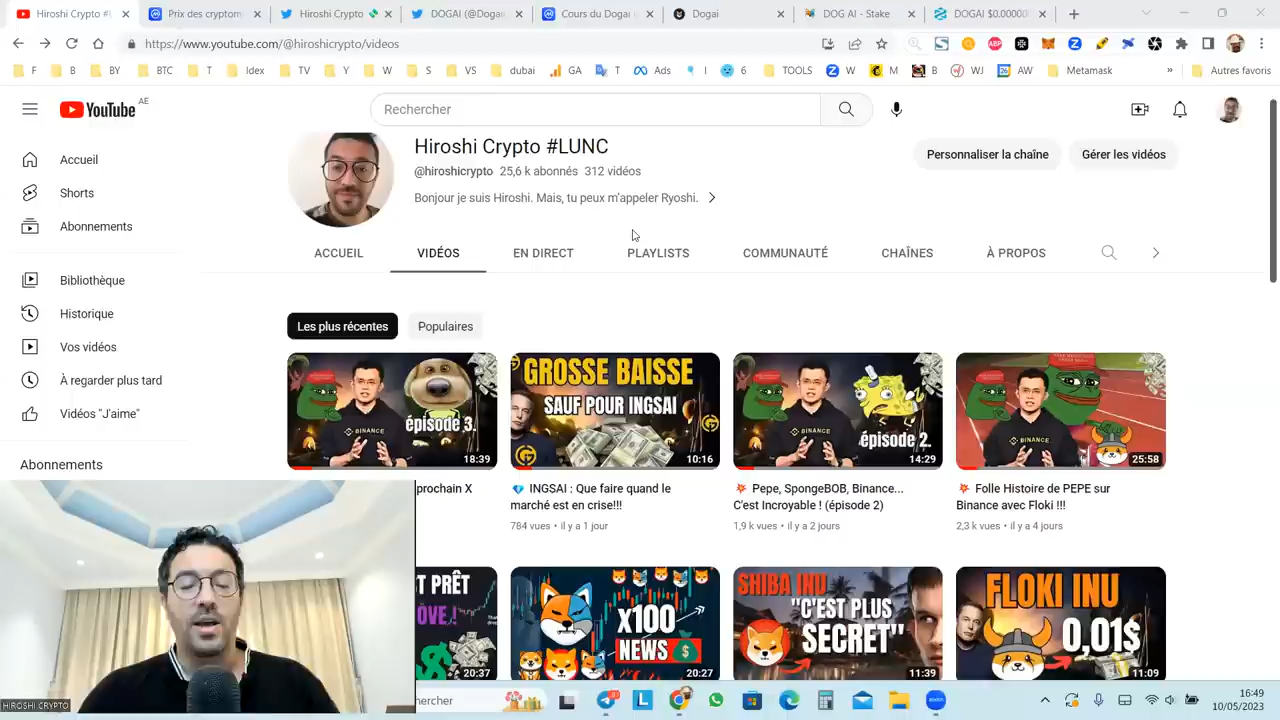 Hiroshi Crypto #LUNC
Prix des cryptom
Hiroshi Crypto
DOGAI (@Dogai
Cours du Dogai
Dogai
DOG AI - Stake
DOGAI $0.00000
https://www.youtube.com/@hiroshicrypto/videos
F B BY BTC T Idex TV Y W S VS dubai GA G.T Ads I 6 TOOLS W M B WJ AW Metamask » Autres favoris
YouTube AE
Rechercher
Accueil
Shorts
Abonnements
Bibliothèque
Historique
Vos vidéos
À regarder plus tard
Vidéos "J'aime"
Abonnements
Hiroshi Crypto #LUNC
@hiroshicrypto 25,6 k abonnés 312 vidéos
Bonjour je suis Hiroshi. Mais, tu peux m'appeler Ryoshi.
Personnaliser la chaîne
Gérer les vidéos
ACCUEIL VIDÉOS EN DIRECT PLAYLISTS COMMUNAUTÉ CHAÎNES À PROPOS
Les plus récentes
Populaires
BINANCE
épisode 3.
18:39
GROSSE BAISSE
SAUF POUR INGSAI
10:16
BINANCE
épisode 2.
14:29
BINANCE
25:58
prochain X
INGSAI : Que faire quand le
marché est en crise!!!
784 vues • il y a 1 jour
Pepe, SpongeBOB, Binance...
C'est Incroyable ! (épisode 2)
1,9 k vues • il y a 2 jours
Folle Histoire de PEPE sur
Binance avec Floki !!!
2,3 k vues • il y a 4 jours
T PRÊT
ÔVE !
20:37
x100
NEWS
20:27
SHIBA INU
"C'EST PLUS
SECRET"
11:39
FLOKI INU
0,01$
11:09
HIROSHI CRYPTO
hercher
16:49
10/05/2023